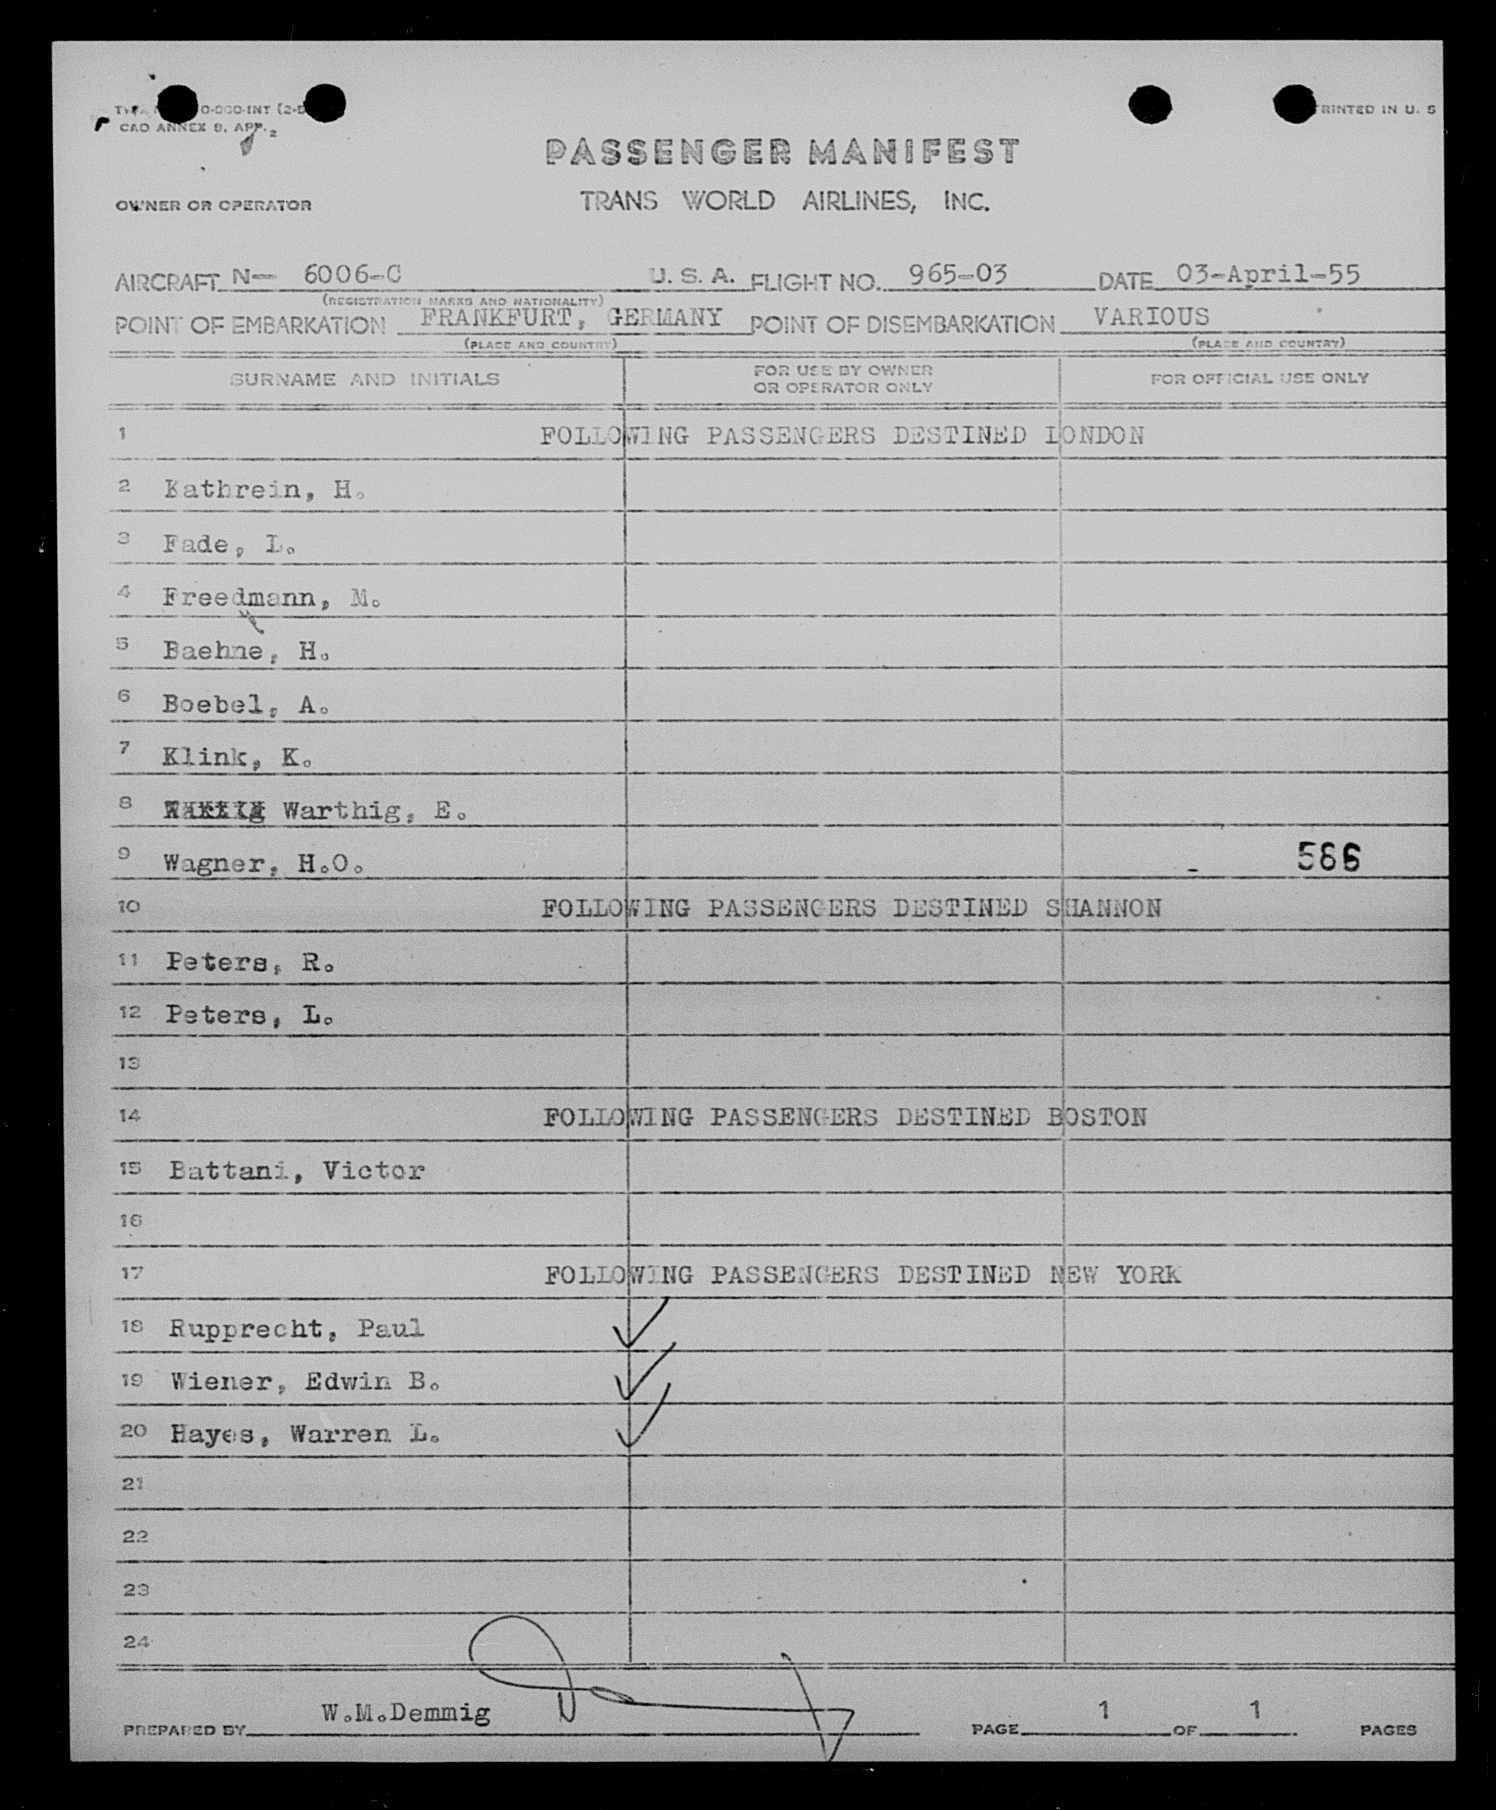 O-000-INT (2-5
PRINTED IN U. S
CAO ANNEX 9, APP. 2
PASSENGER MANIFEST
OWNER OR OPERATOR TRANS WORLD AIRLINES, INC.
AIRCRAFT N- 6006-C U. S. A. FLIGHT NO. 965-03 DATE 03-April-55
(REGISTRATION MARKS AND NATIONALITY)
POINT OF EMBARKATION FRANKFURT, GERMANY POINT OF DISEMBARKATION VARIOUS
(PLACE AND COUNTRY) (PLACE AND COUNTRY)
SURNAME AND INITIALS FOR USE BY OWNER OR OPERATOR ONLY FOR OFFICIAL USE ONLY
1 FOLLOWING PASSENGERS DESTINED LONDON
2 Kathrein, H.
3 Fade, L.
4 Freedmann, M.
5 Baehne, H.
6 Boebel, A.
7 Klink, K.
8 Warthig, E.
9 Wagner, H.O. 586
10 FOLLOWING PASSENGERS DESTINED SHANNON
11 Peters, R.
12 Peters, L.
13
14 FOLLOWING PASSENGERS DESTINED BOSTON
15 Battani, Victor
16
17 FOLLOWING PASSENGERS DESTINED NEW YORK
18 Rupprecht, Paul
19 Wiener, Edwin B.
20 Hayes, Warren L.
21
22
23
24
PREPARED BY W.M.Demmig PAGE 1 OF 1 PAGES